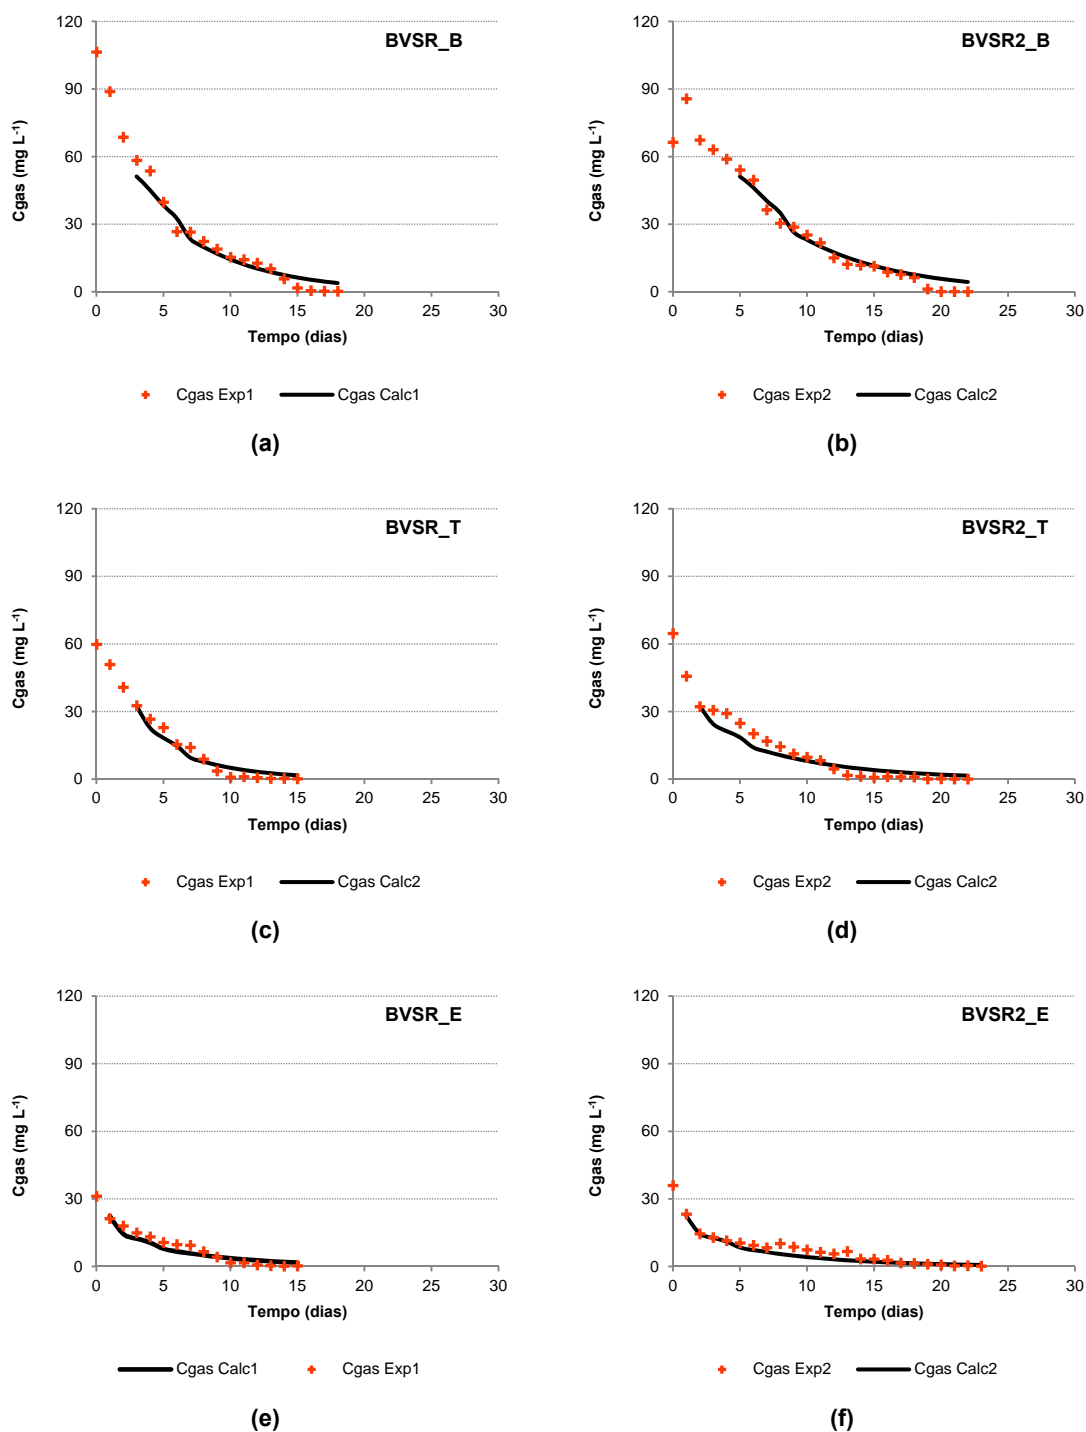 BVSR_B
120
90
60
30
0
Cgas (mg L⁻¹)
0 5 10 15 20 25 30
Tempo (dias)
Cgas Exp1 Cgas Calc1
(a)
BVSR2_B
120
90
60
30
0
Cgas (mg L⁻¹)
0 5 10 15 20 25 30
Tempo (dias)
Cgas Exp2 Cgas Calc2
(b)
BVSR_T
120
90
60
30
0
Cgas (mg L⁻¹)
0 5 10 15 20 25 30
Tempo (dias)
Cgas Exp1 Cgas Calc2
(c)
BVSR2_T
120
90
60
30
0
Cgas (mg L⁻¹)
0 5 10 15 20 25 30
Tempo (dias)
Cgas Exp2 Cgas Calc2
(d)
BVSR_E
120
90
60
30
0
Cgas (mg L⁻¹)
0 5 10 15 20 25 30
Tempo (dias)
Cgas Calc1 Cgas Exp1
(e)
BVSR2_E
120
90
60
30
0
Cgas (mg L⁻¹)
0 5 10 15 20 25 30
Tempo (dias)
Cgas Exp2 Cgas Calc2
(f)